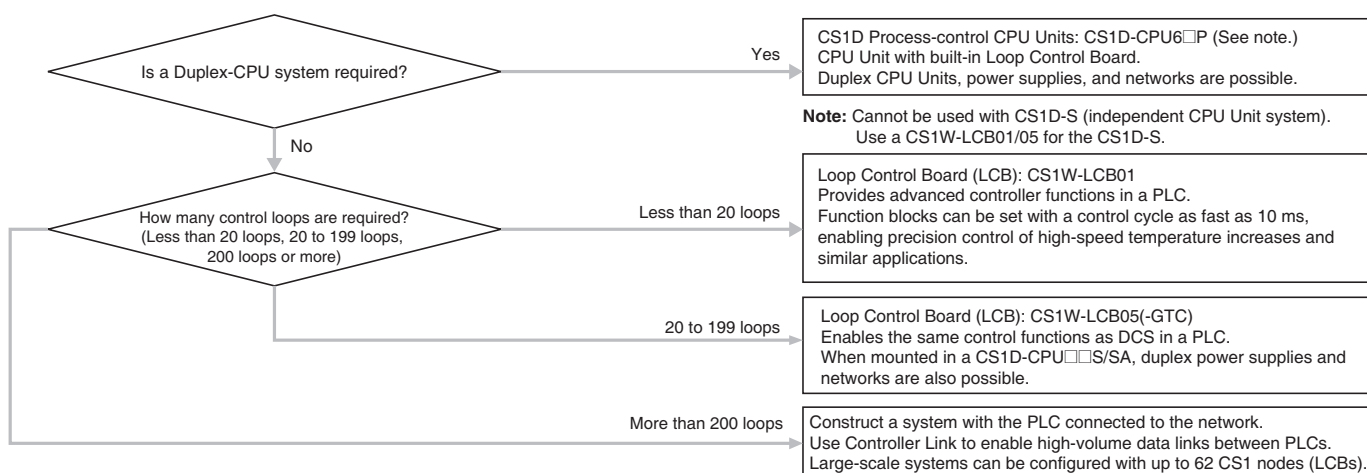 Is a Duplex-CPU system required?
Yes
CS1D Process-control CPU Units: CS1D-CPU6□P (See note.)
CPU Unit with built-in Loop Control Board.
Duplex CPU Units, power supplies, and networks are possible.
Note: Cannot be used with CS1D-S (independent CPU Unit system).
Use a CS1W-LCB01/05 for the CS1D-S.
No
How many control loops are required?
(Less than 20 loops, 20 to 199 loops,
200 loops or more)
Less than 20 loops
Loop Control Board (LCB): CS1W-LCB01
Provides advanced controller functions in a PLC.
Function blocks can be set with a control cycle as fast as 10 ms,
enabling precision control of high-speed temperature increases and
similar applications.
20 to 199 loops
Loop Control Board (LCB): CS1W-LCB05(-GTC)
Enables the same control functions as DCS in a PLC.
When mounted in a CS1D-CPU□□S/SA, duplex power supplies and
networks are also possible.
More than 200 loops
Construct a system with the PLC connected to the network.
Use Controller Link to enable high-volume data links between PLCs.
Large-scale systems can be configured with up to 62 CS1 nodes (LCBs).